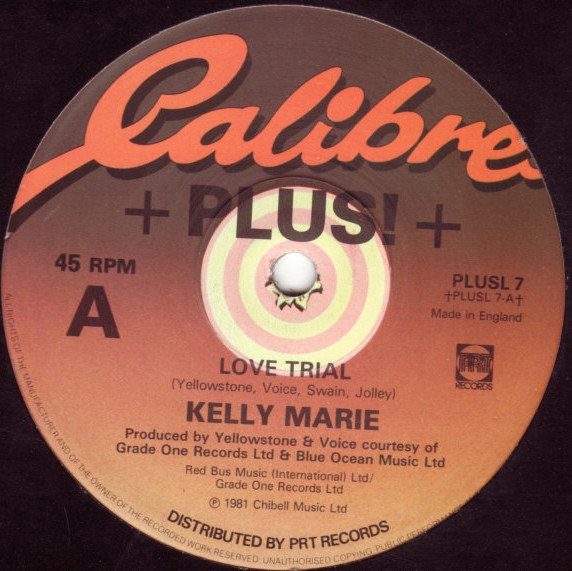 Calibre
+ PLUS! +
45 RPM
A
PLUSL 7
†PLUSL 7-A†
Made in England
RECORDS
LOVE TRIAL
(Yellowstone, Voice, Swain, Jolley)
KELLY MARIE
Produced by Yellowstone & Voice courtesy of
Grade One Records Ltd & Blue Ocean Music Ltd
Red Bus Music (International) Ltd/
Grade One Records Ltd
℗ 1981 Chibell Music Ltd
DISTRIBUTED BY PRT RECORDS
ALL RIGHTS OF THE MANUFACTURER AND OF THE OWNER OF THE RECORDED WORK RESERVED. UNAUTHORISED COPYING, PUBLIC